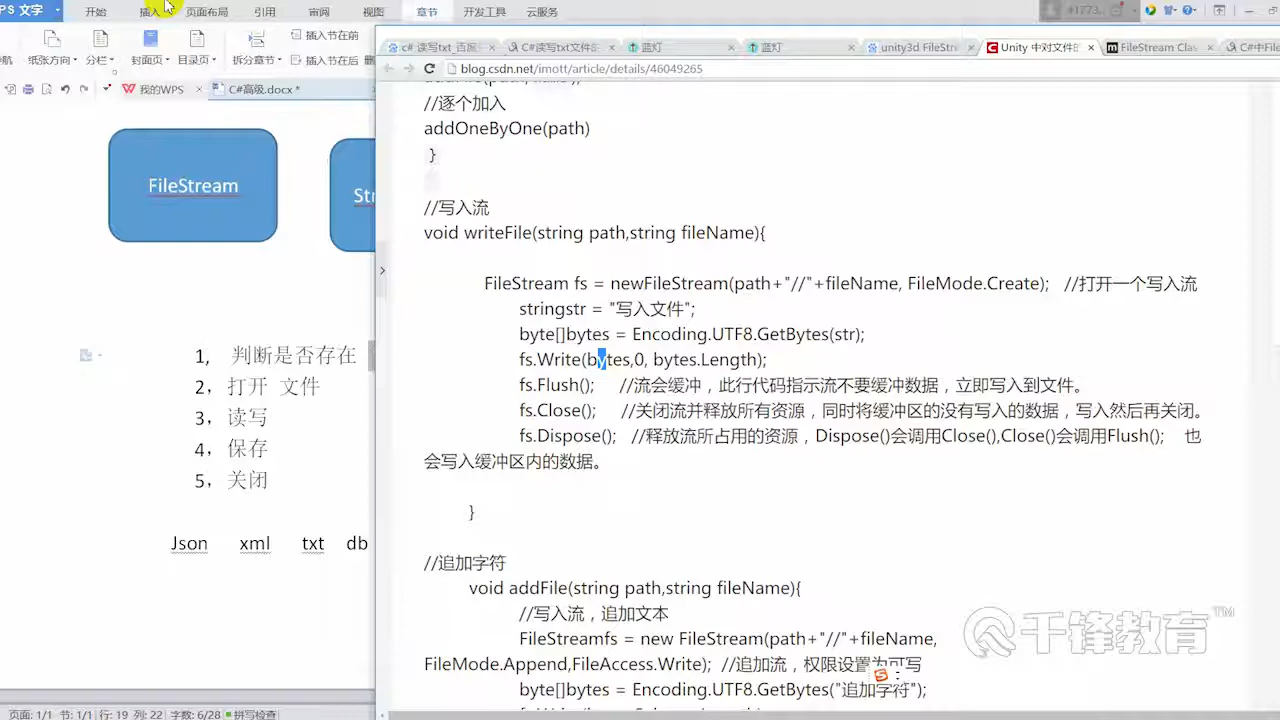 PS 文字 开始 插入 页面布局 引用 审阅 视图 章节 开发工具 云服务
纸张方向 分栏 封面页 目录页 拆分章节 插入节在前
插入节在后
我的WPS C#高级.docx *
c# 读写txt_百度 C#读写txt文件的 蓝灯 蓝灯 unity3d FileStr Unity 中对文件的 FileStream Clas C#中Fil
blog.csdn.net/imott/article/details/46049265
FileStream
Str
1， 判断是否存在
2，打开 文件
3，读写
4，保存
5，关闭
Json xml txt db
//逐个加入
addOneByOne(path)
}
//写入流
void writeFile(string path,string fileName){
FileStream fs = newFileStream(path+"//"+fileName, FileMode.Create); //打开一个写入流
stringstr = "写入文件";
byte[]bytes = Encoding.UTF8.GetBytes(str);
fs.Write(bytes,0, bytes.Length);
fs.Flush(); //流会缓冲，此行代码指示流不要缓冲数据，立即写入到文件。
fs.Close(); //关闭流并释放所有资源，同时将缓冲区的没有写入的数据，写入然后再关闭。
fs.Dispose(); //释放流所占用的资源，Dispose()会调用Close(),Close()会调用Flush(); 也
会写入缓冲区内的数据。
}
//追加字符
void addFile(string path,string fileName){
//写入流，追加文本
FileStreamfs = new FileStream(path+"//"+fileName,
FileMode.Append,FileAccess.Write); //追加流，权限设置为可写
byte[]bytes = Encoding.UTF8.GetBytes("追加字符");
千锋教育™
页面: 1/1 节: 1/1 行: 19 列: 22 字数: 6/28 拼写检查